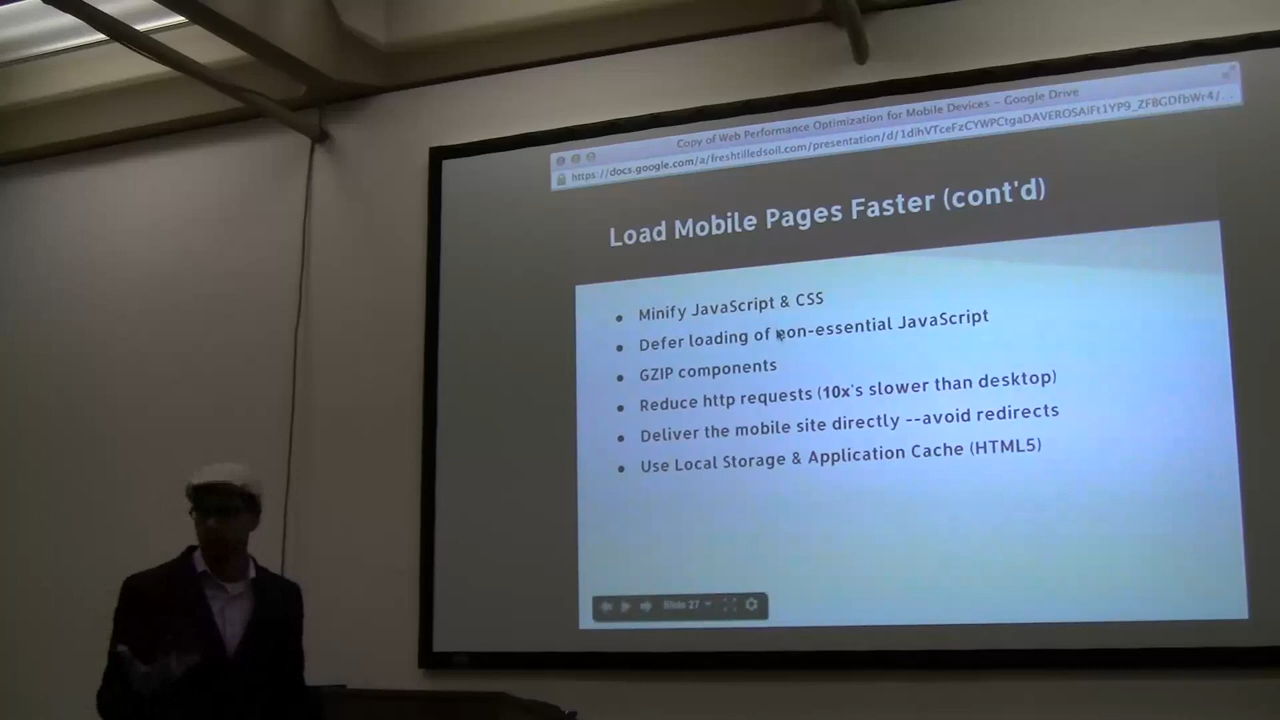 Copy of Web Performance Optimization for Mobile Devices - Google Drive
https://docs.google.com/a/freshtilledsoil.com/presentation/d/
Load Mobile Pages Faster (cont'd)
• Minify JavaScript & CSS
• Defer loading of non-essential JavaScript
• GZIP components
• Reduce http requests (10x's slower than desktop)
• Deliver the mobile site directly --avoid redirects
• Use Local Storage & Application Cache (HTML5)
Slide 27